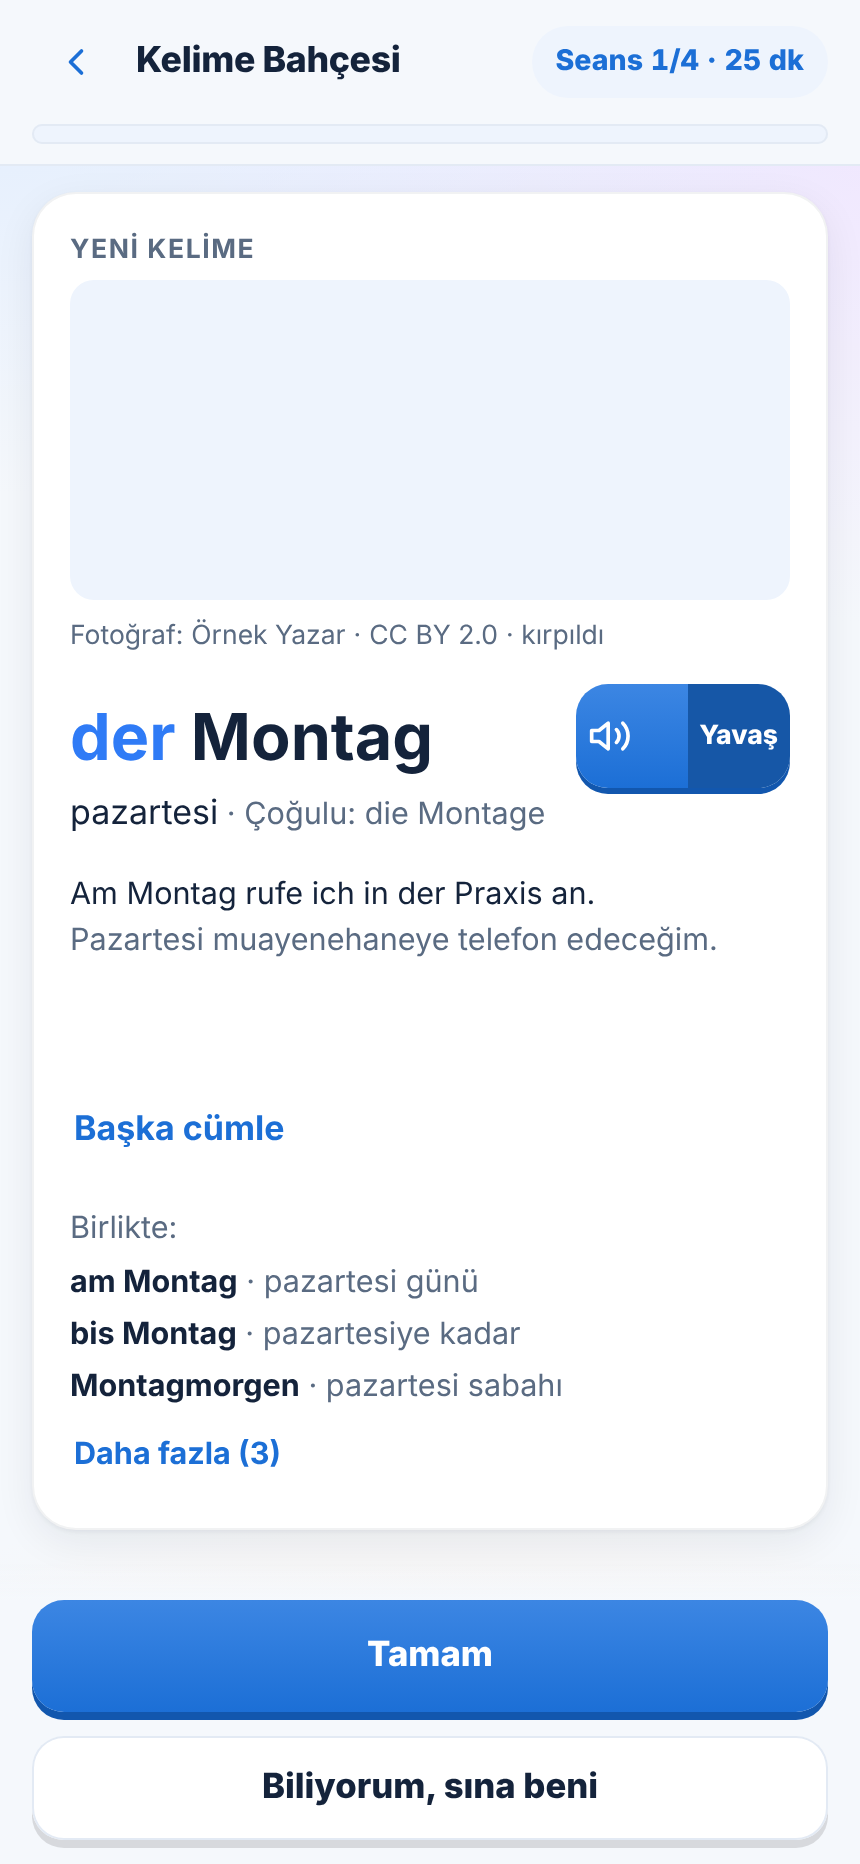 Kelime Bahçesi
Seans 1/4 · 25 dk
YENİ KELİME
Fotoğraf: Örnek Yazar · CC BY 2.0 · kırpıldı
der Montag
Yavaş
pazartesi · Çoğulu: die Montage
Am Montag rufe ich in der Praxis an.
Pazartesi muayenehaneye telefon edeceğim.
Başka cümle
Birlikte:
am Montag · pazartesi günü
bis Montag · pazartesiye kadar
Montagmorgen · pazartesi sabahı
Daha fazla (3)
Tamam
Biliyorum, sına beni